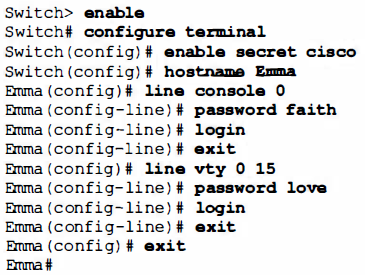 Switch> enable
Switch# configure terminal
Switch(config)# enable secret cisco
Switch(config)# hostname Emma
Emma(config)# line console 0
Emma(config-line)# password faith
Emma(config-line)# login
Emma(config-line)# exit
Emma(config)# line vty 0 15
Emma(config-line)# password love
Emma(config-line)# login
Emma(config-line)# exit
Emma(config)# exit
Emma#